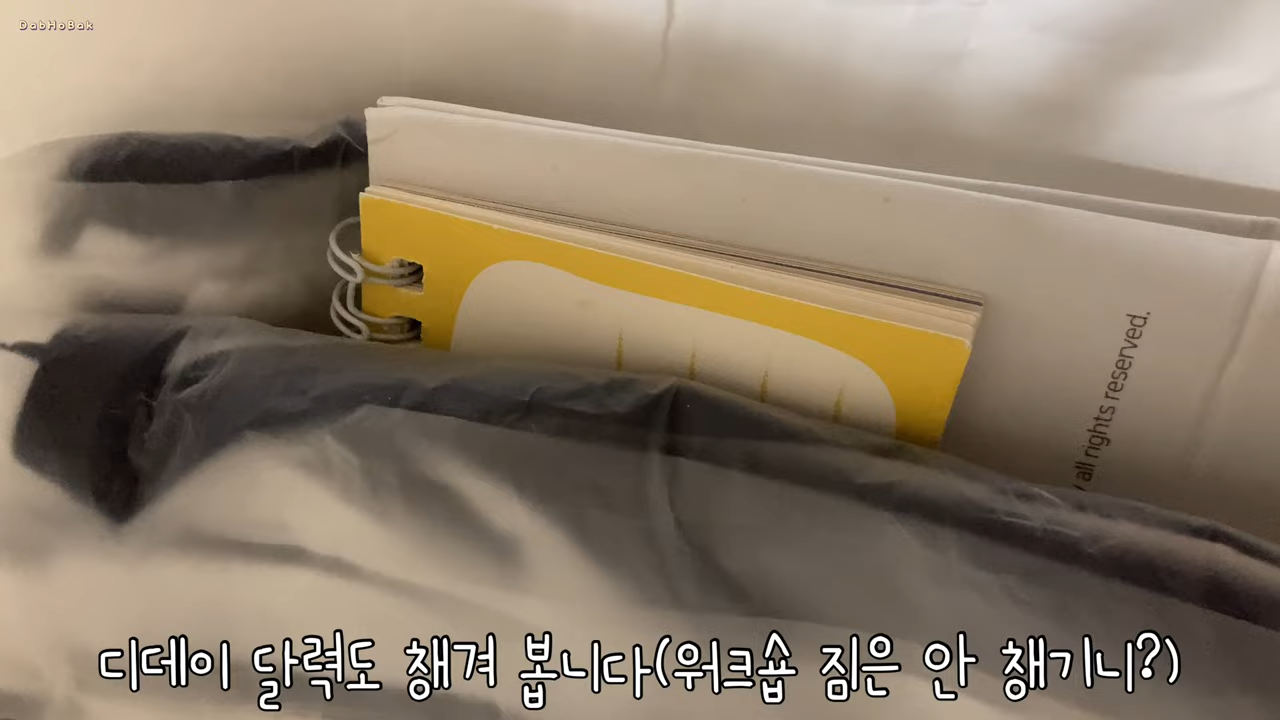 DabHoBak
all rights reserved.
디데이 달력도 챙겨 봅니다(워크숍 짐은 안 챙기니?)